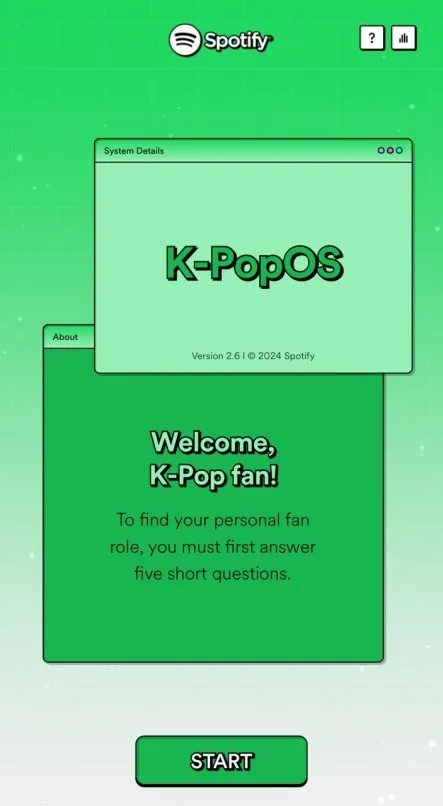 Spotify
?
System Details
K-PopOS
Version 2.6 | © 2024 Spotify
About
Welcome,
K-Pop fan!
To find your personal fan
role, you must first answer
five short questions.
START